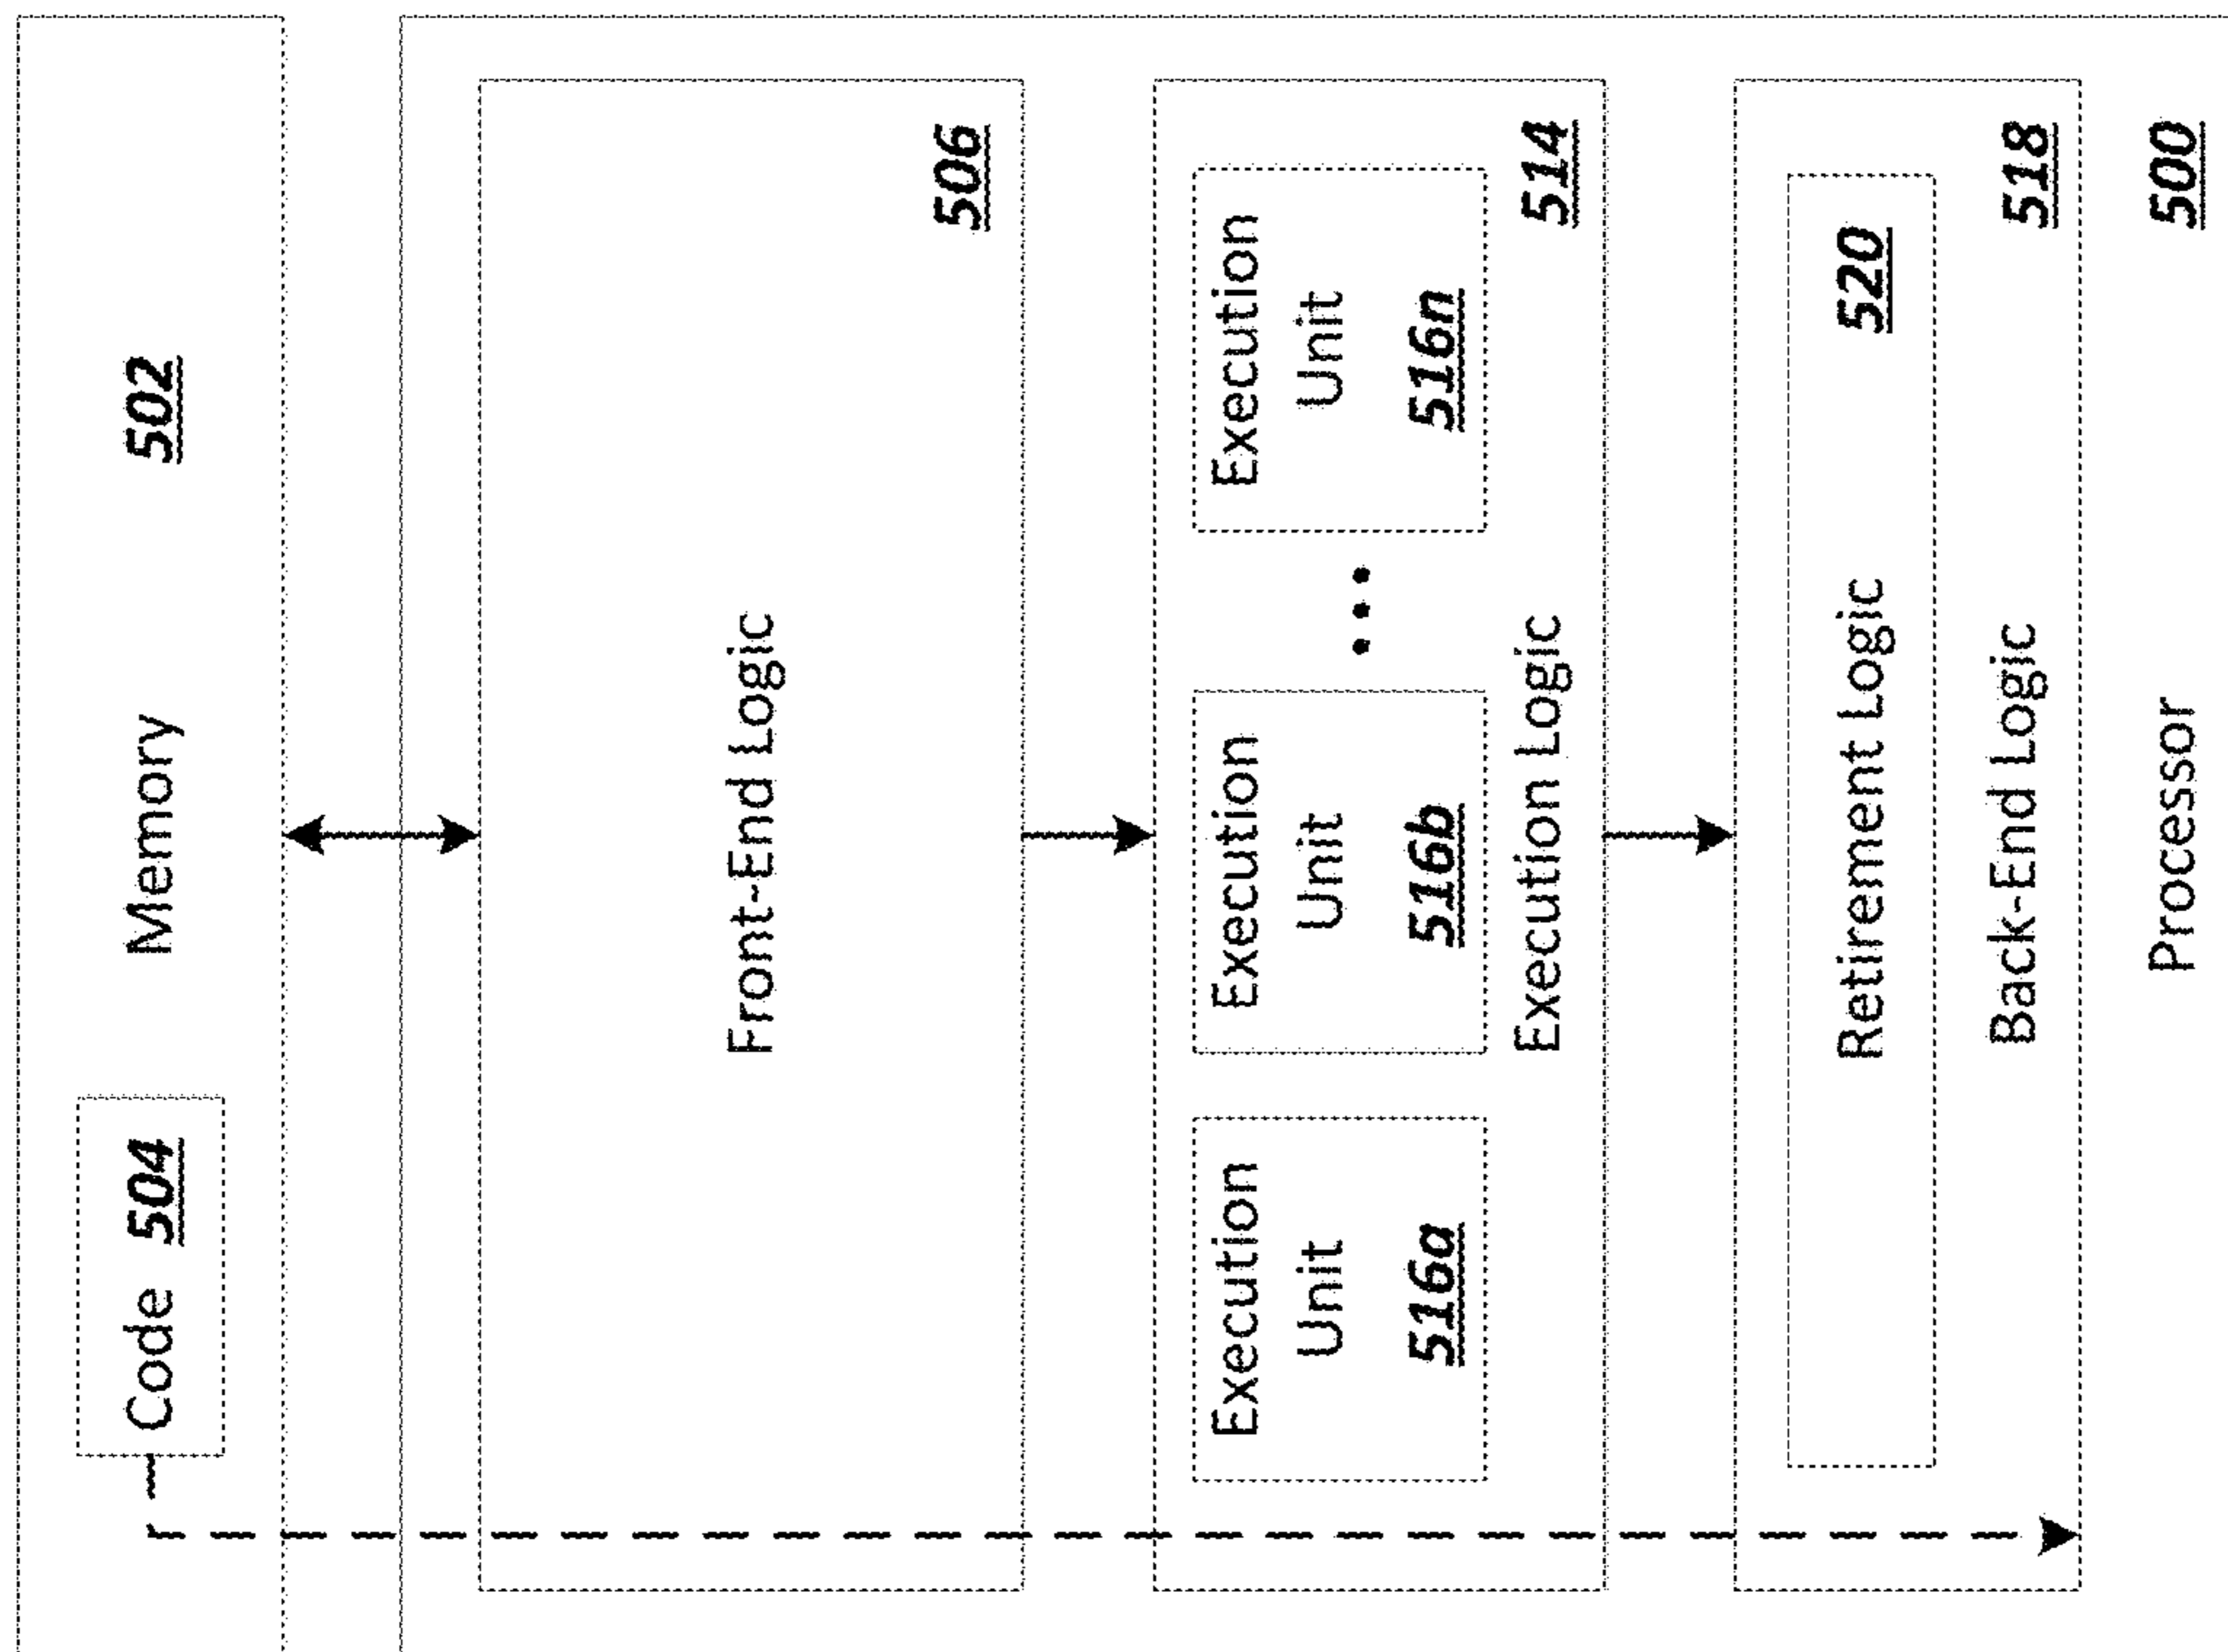 Code 504
Memory
502
Front-End Logic
506
Execution
Unit
516a
Execution
Unit
516b
...
Execution
Unit
516n
Execution Logic
514
Retirement Logic
520
Back-End Logic
518
Processor
500